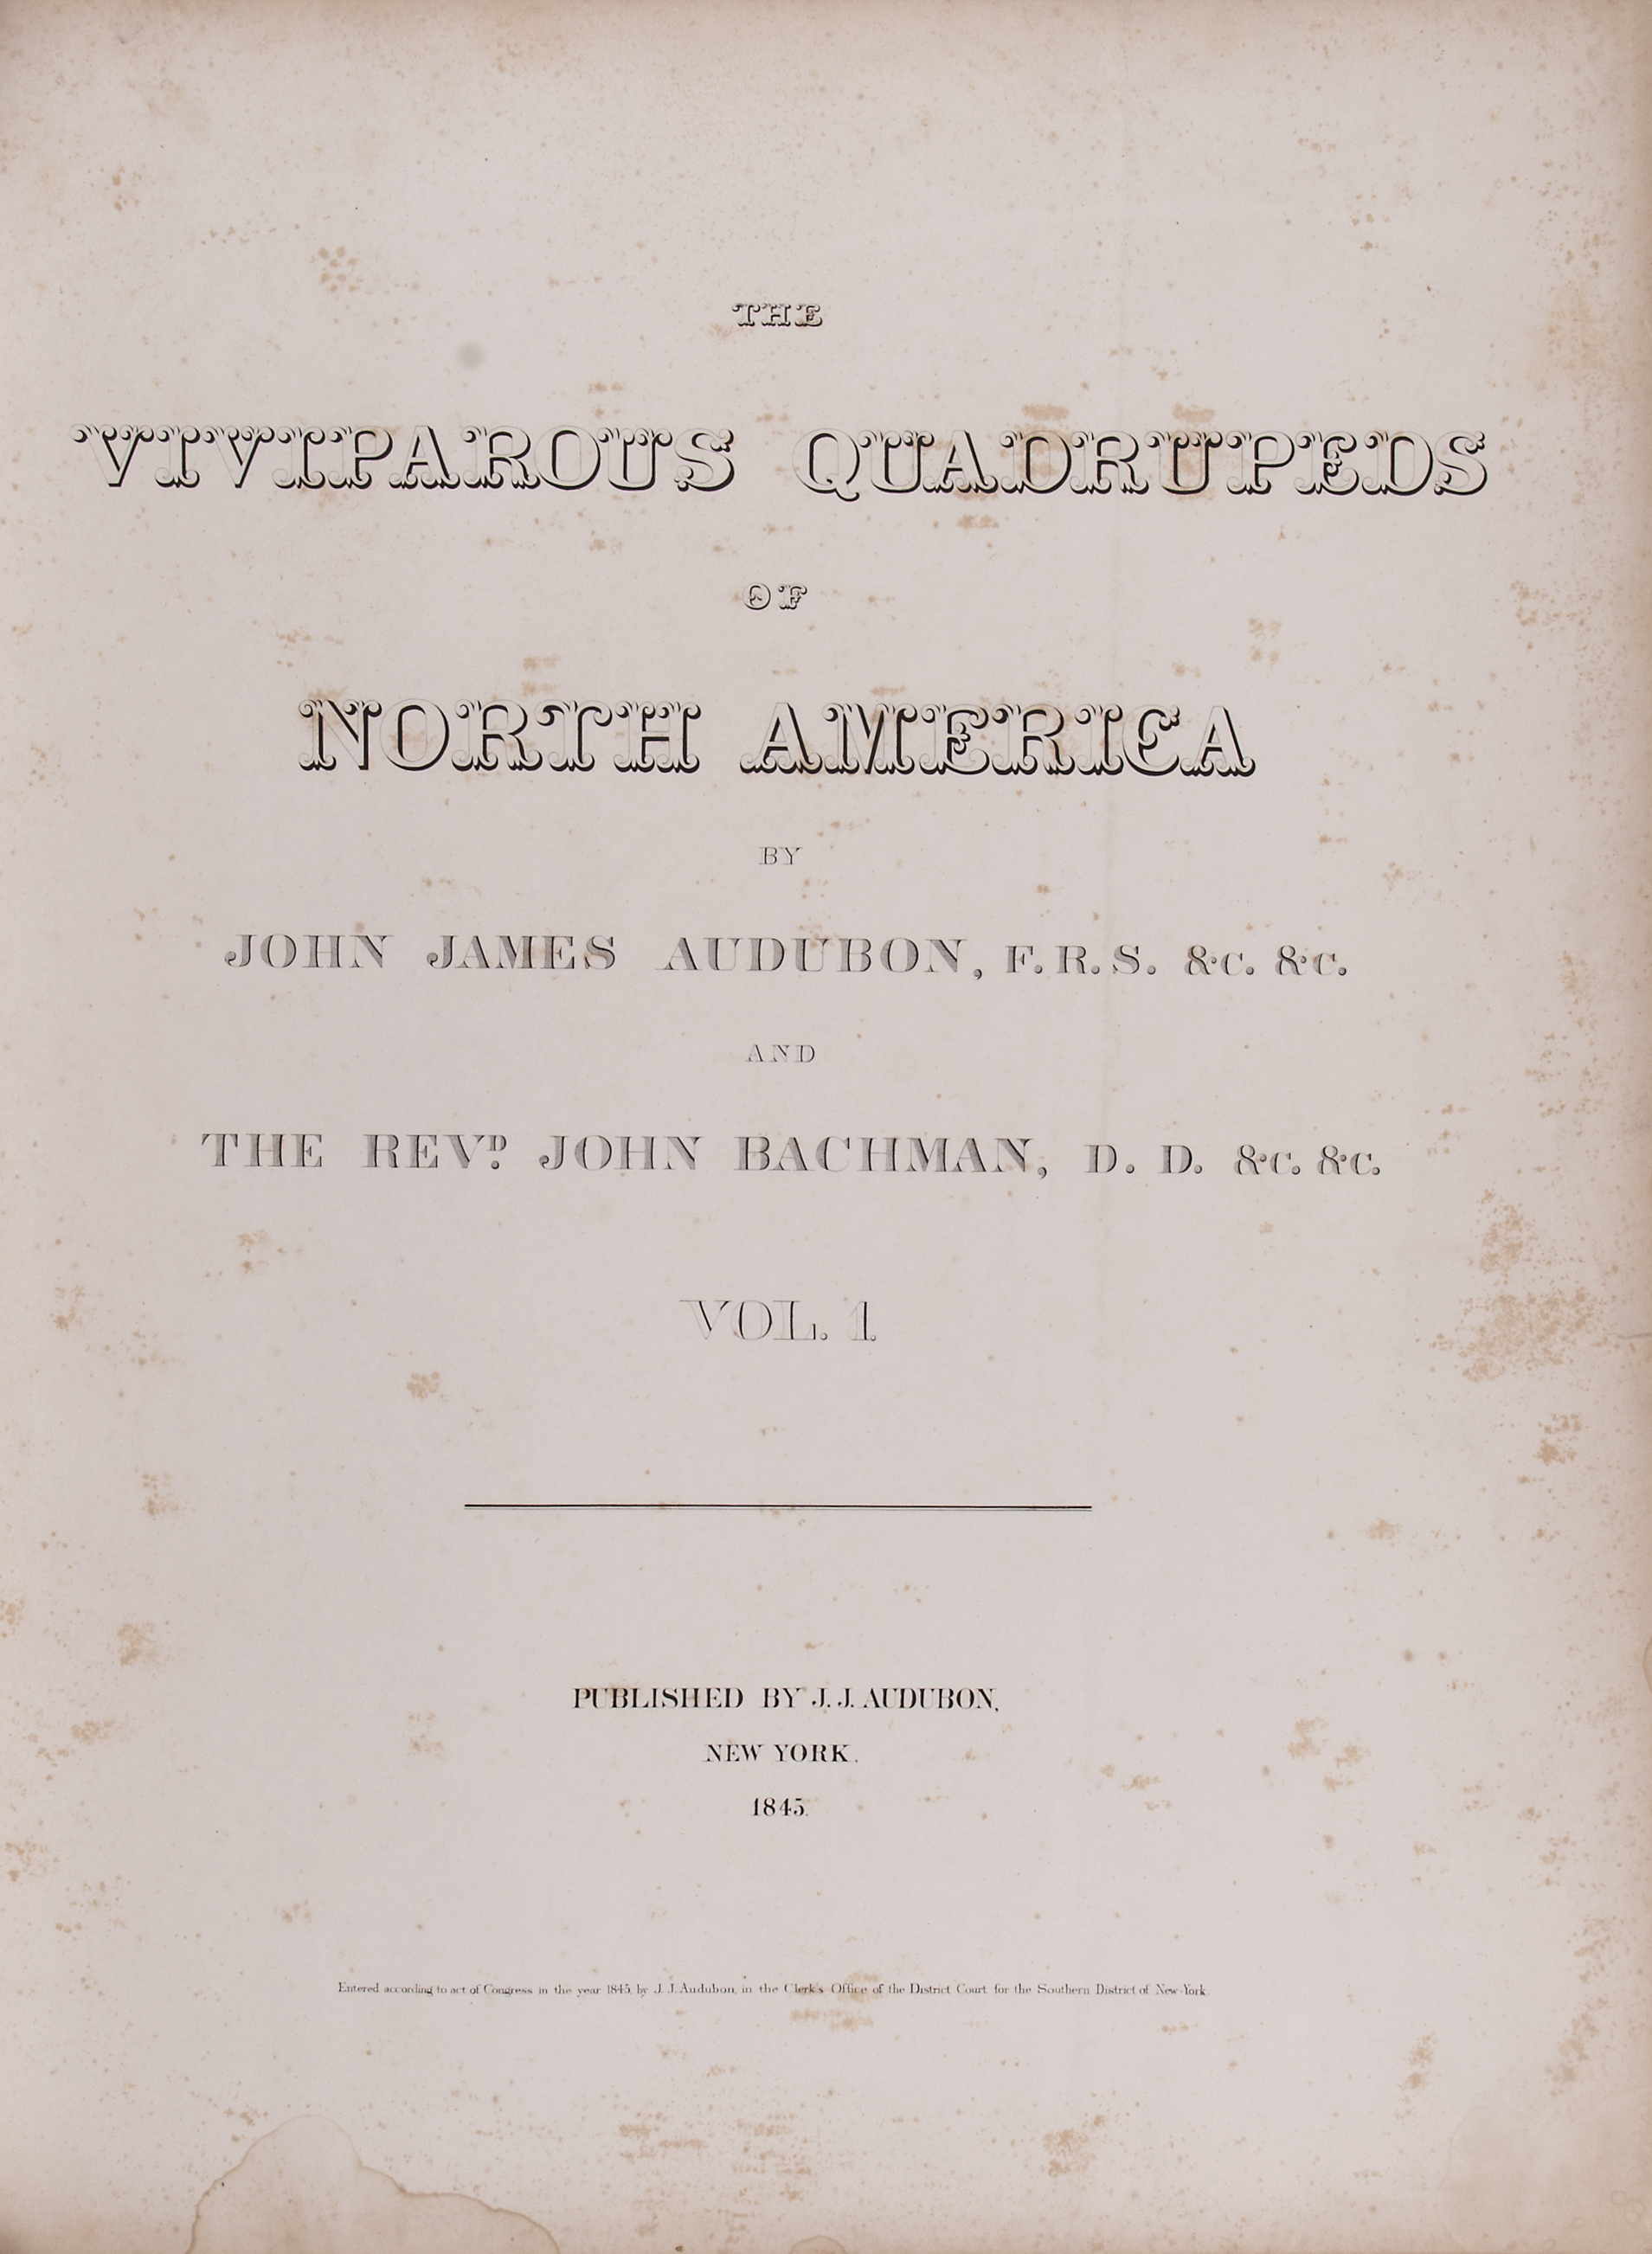 THE
VIVIPAROUS QUADRUPEDS
OF
NORTH AMERICA
BY
JOHN JAMES AUDUBON, F. R. S. &c. &c.
AND
THE REVD. JOHN BACHMAN, D. D. &c. &c.
VOL. 1.
PUBLISHED BY J. J. AUDUBON,
NEW YORK.
1845.
Entered according to act of Congress in the year 1845, by J. J. Audubon, in the Clerk's Office of the District Court for the Southern District of New-York.